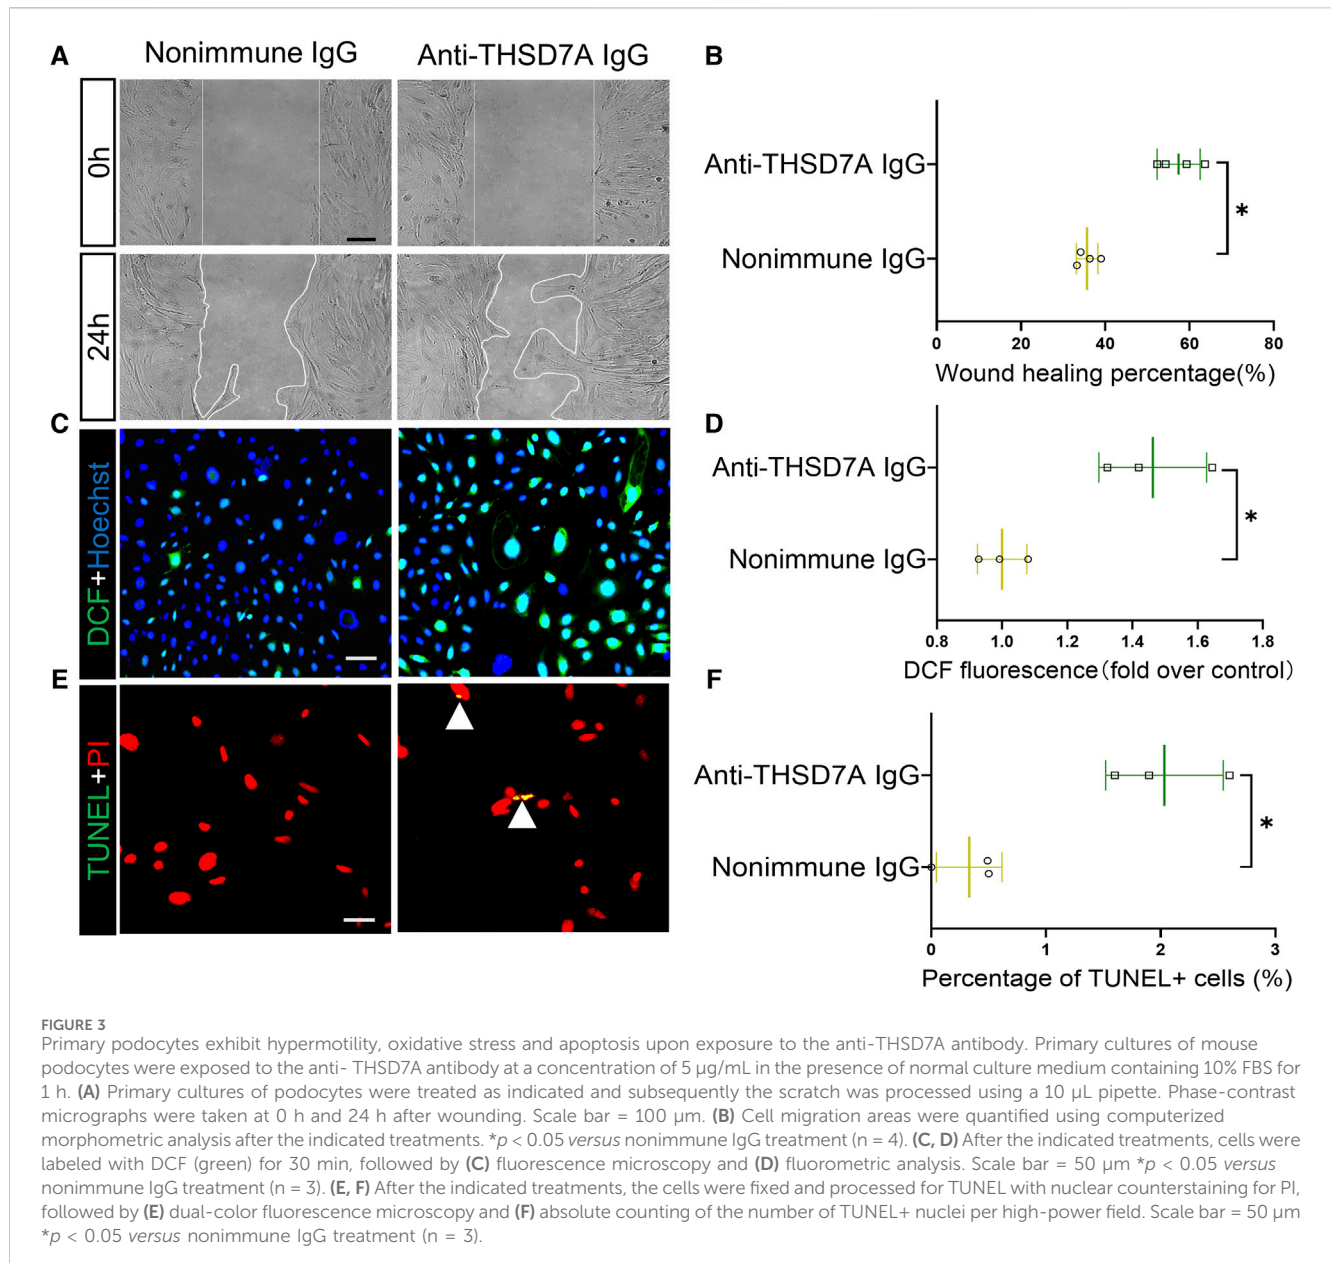 A
Nonimmune IgG
Anti-THSD7A IgG
0h
24h
B
Anti-THSD7A IgG
Nonimmune IgG
*
0 20 40 60 80
Wound healing percentage(%)
C
DCF+Hoechst
D
Anti-THSD7A IgG
Nonimmune IgG
*
0.8 1.0 1.2 1.4 1.6 1.8
DCF fluorescence(fold over control)
E
TUNEL+PI
F
Anti-THSD7A IgG
Nonimmune IgG
*
0 1 2 3
Percentage of TUNEL+ cells (%)
FIGURE 3
Primary podocytes exhibit hypermotility, oxidative stress and apoptosis upon exposure to the anti-THSD7A antibody. Primary cultures of mouse
podocytes were exposed to the anti- THSD7A antibody at a concentration of 5 μg/mL in the presence of normal culture medium containing 10% FBS for
1 h. (A) Primary cultures of podocytes were treated as indicated and subsequently the scratch was processed using a 10 μL pipette. Phase-contrast
micrographs were taken at 0 h and 24 h after wounding. Scale bar = 100 μm. (B) Cell migration areas were quantified using computerized
morphometric analysis after the indicated treatments. *p < 0.05 versus nonimmune IgG treatment (n = 4). (C, D) After the indicated treatments, cells were
labeled with DCF (green) for 30 min, followed by (C) fluorescence microscopy and (D) fluorometric analysis. Scale bar = 50 μm *p < 0.05 versus
nonimmune IgG treatment (n = 3). (E, F) After the indicated treatments, the cells were fixed and processed for TUNEL with nuclear counterstaining for PI,
followed by (E) dual-color fluorescence microscopy and (F) absolute counting of the number of TUNEL+ nuclei per high-power field. Scale bar = 50 μm
*p < 0.05 versus nonimmune IgG treatment (n = 3).